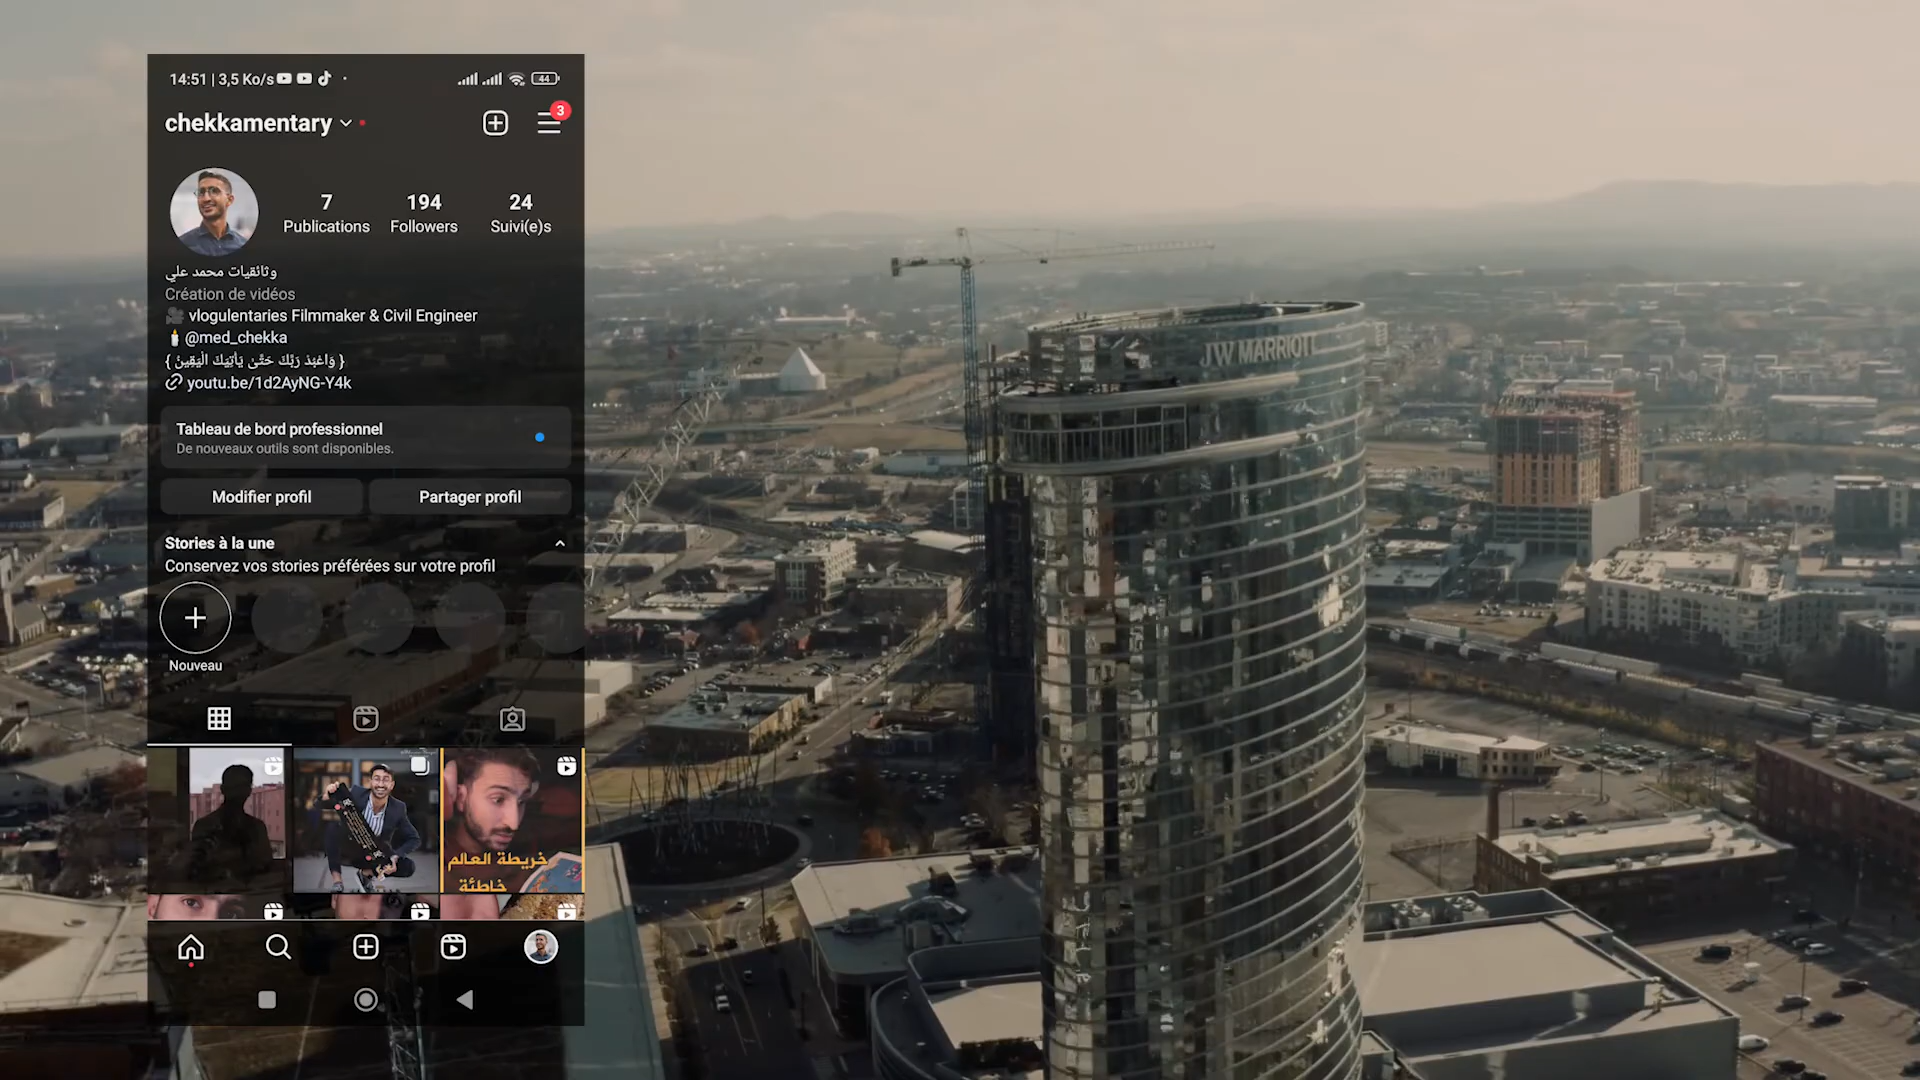 14:51 | 3,5 Ko/s
44
chekkamentary
3
7
194
24
Publications
Followers
Suivi(e)s
وثائقيات محمد علي
Création de vidéos
vlogulentaries Filmmaker & Civil Engineer
@med_chekka
{ وَاعْبُدْ رَبَّكَ حَتَّىٰ يَأْتِيَكَ الْيَقِينُ }
youtu.be/1d2AyNG-Y4k
Tableau de bord professionnel
De nouveaux outils sont disponibles.
Modifier profil
Partager profil
Stories à la une
Conservez vos stories préférées sur votre profil
Nouveau
خريطة العالم
خاطئة
JW MARRIOTT